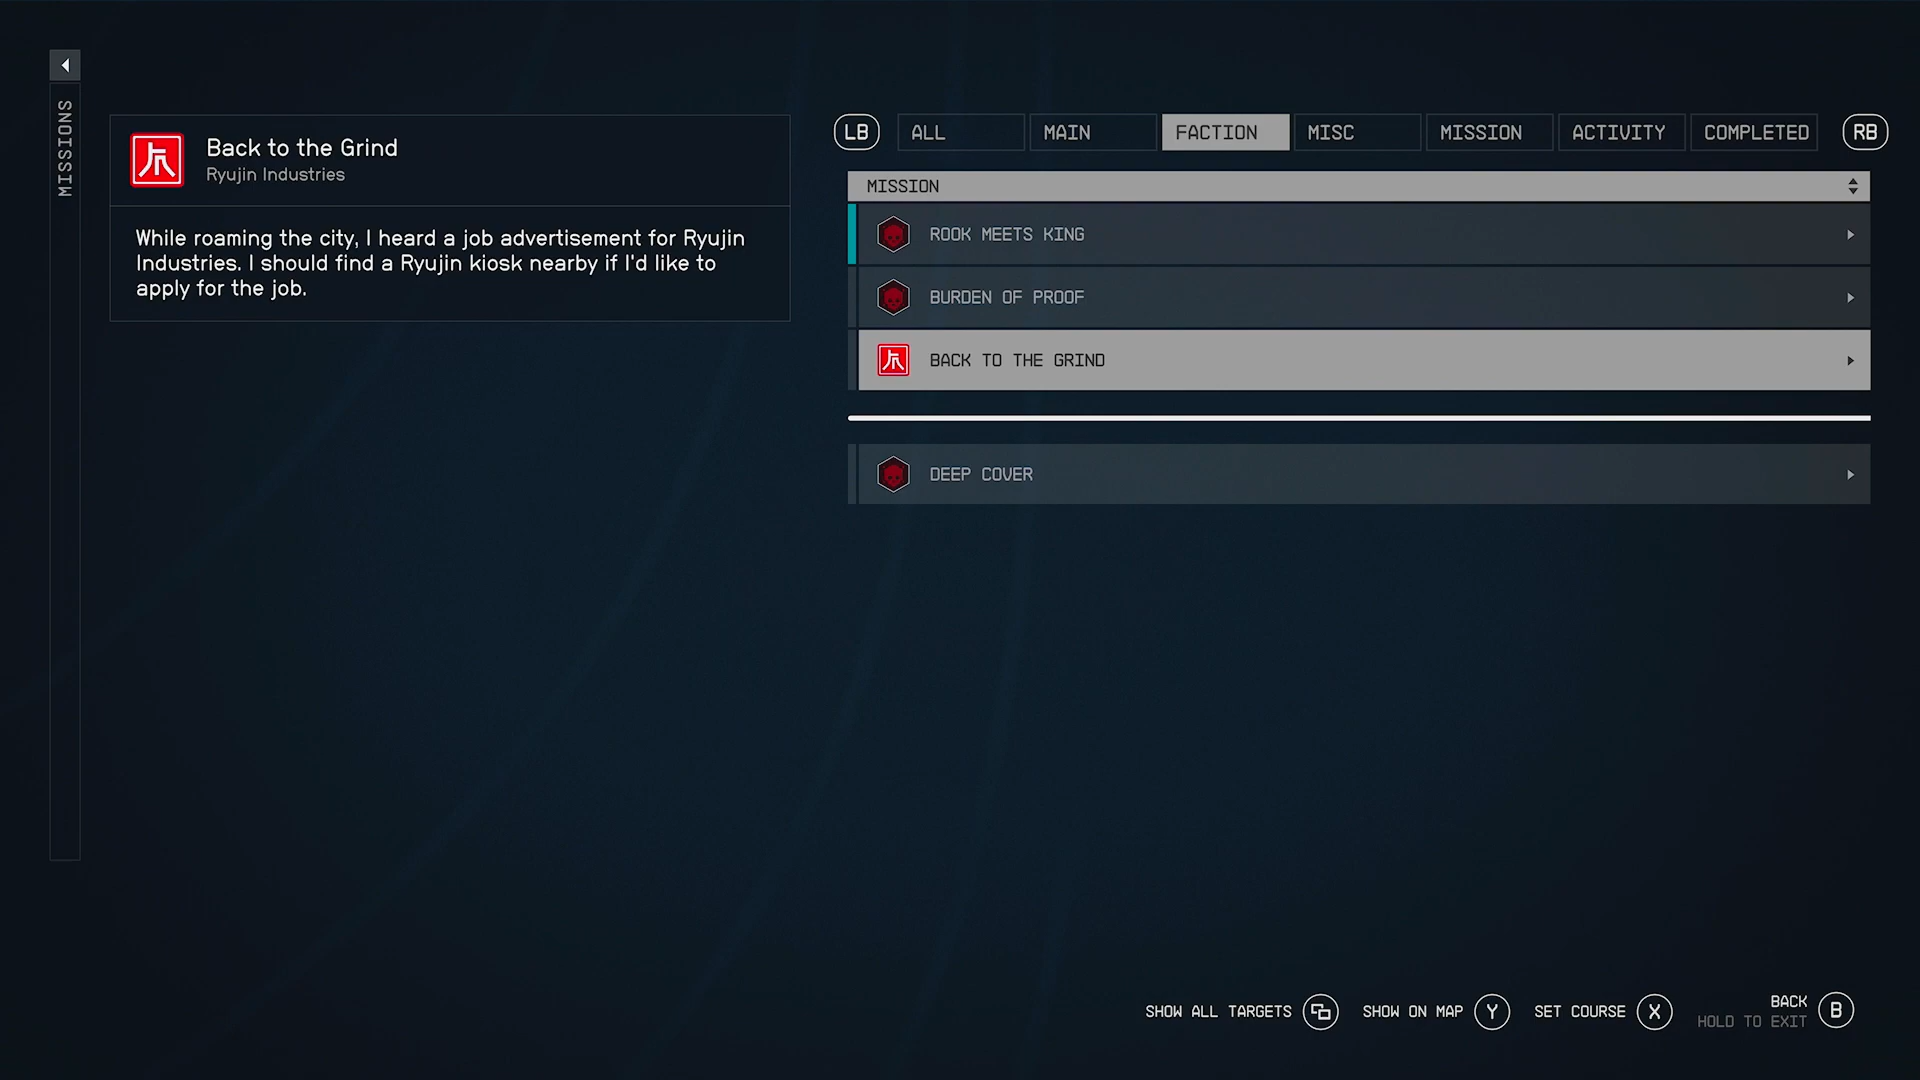 MISSIONS
Back to the Grind
Ryujin Industries
While roaming the city, I heard a job advertisement for Ryujin
Industries. I should find a Ryujin kiosk nearby if I'd like to
apply for the job.
LB ALL MAIN FACTION MISC MISSION ACTIVITY COMPLETED RB
MISSION
ROOK MEETS KING
BURDEN OF PROOF
BACK TO THE GRIND
DEEP COVER
SHOW ALL TARGETS SHOW ON MAP Y SET COURSE X BACK B
HOLD TO EXIT